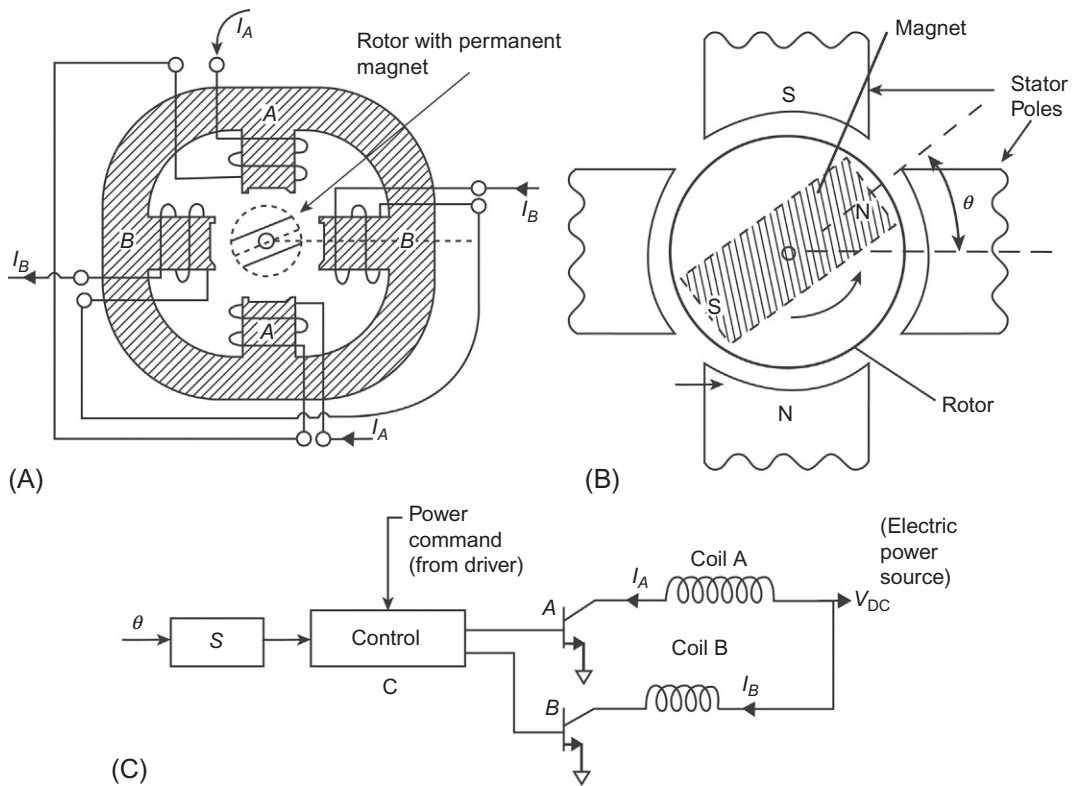 I_A
Rotor with permanent
magnet
A
B
B
I_B
I_B
A
I_A
(A)
Magnet
S
Stator
Poles
N
θ
S
N
Rotor
(B)
Power
command
(from driver)
(Electric
power
source)
Coil A
I_A
A
V_DC
θ
S
Control
C
Coil B
B
I_B
(C)